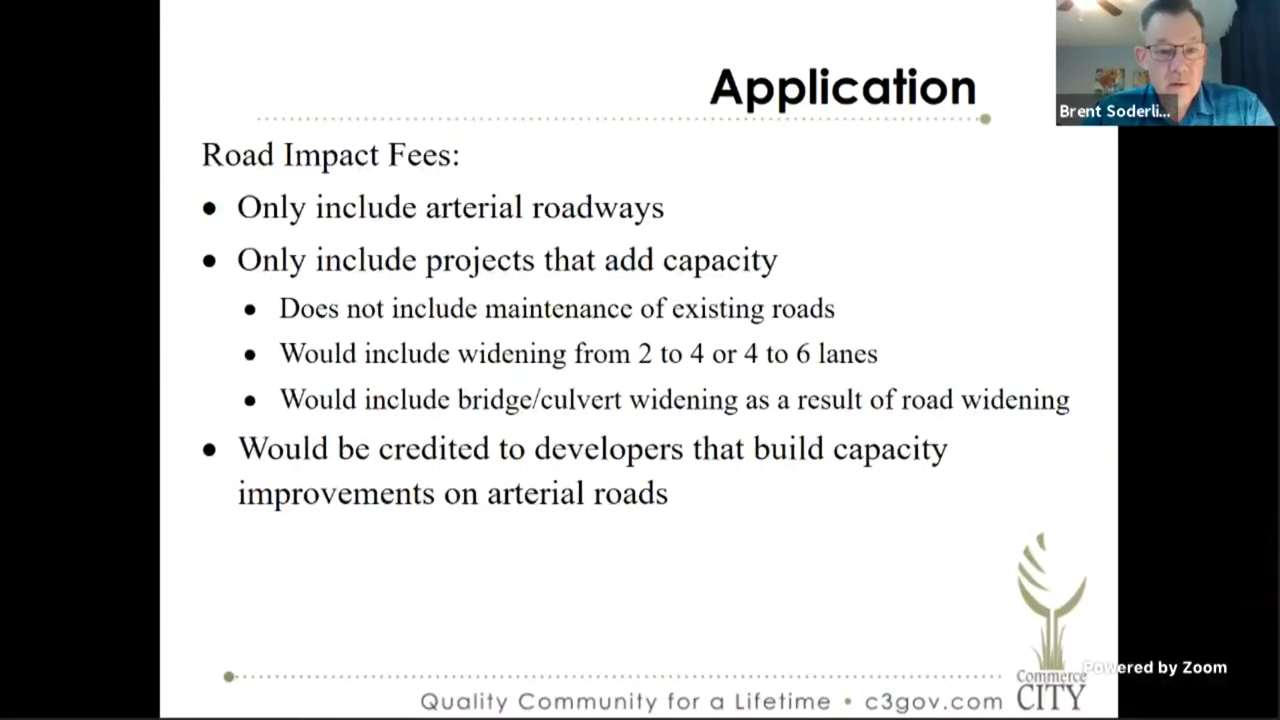 Application
Brent Soderli...
Road Impact Fees:
• Only include arterial roadways
• Only include projects that add capacity
• Does not include maintenance of existing roads
• Would include widening from 2 to 4 or 4 to 6 lanes
• Would include bridge/culvert widening as a result of road widening
• Would be credited to developers that build capacity
improvements on arterial roads
Powered by Zoom
Commerce
CITY
Quality Community for a Lifetime • c3gov.com